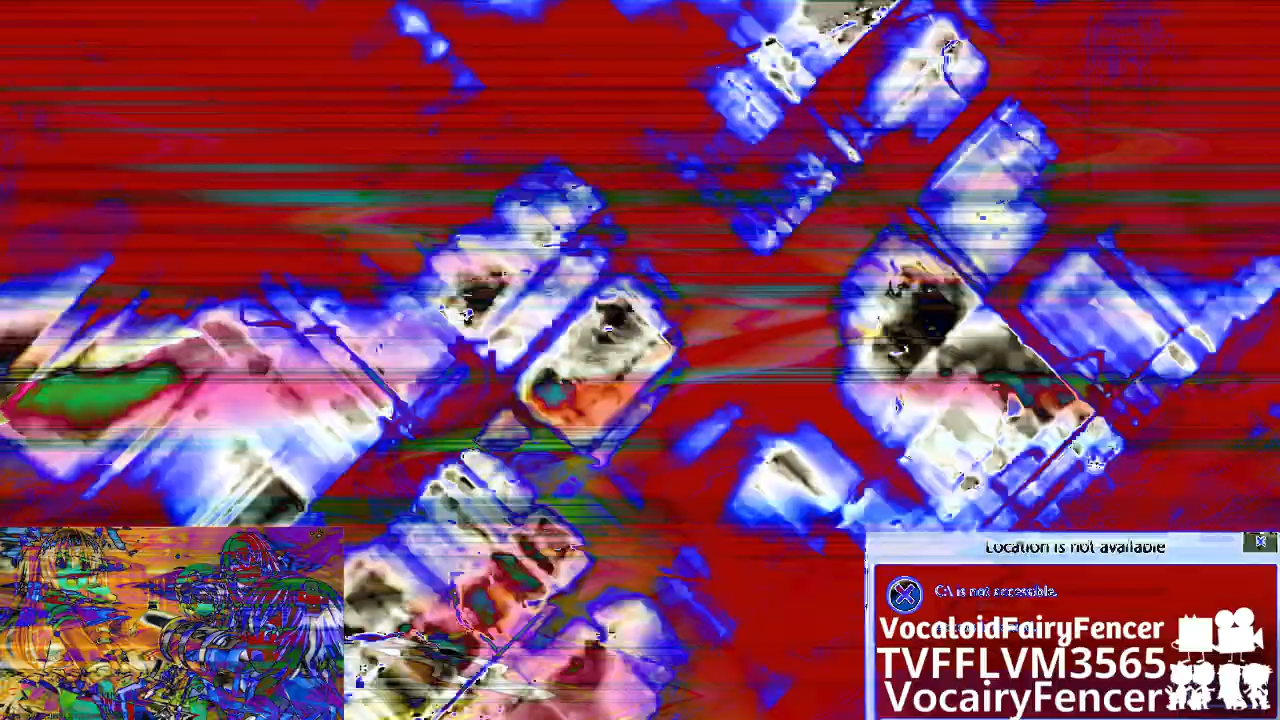 Location is not available
C:\ is not accessible.
VocaloidFairyFencer
TVFFLVM3565
VocairyFencer